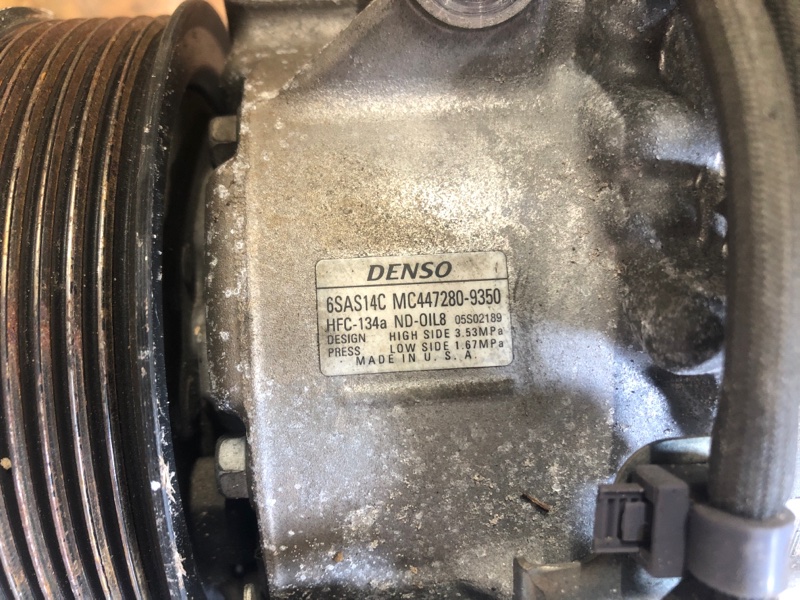 DENSO
6SAS14C MC447280-9350
HFC-134a ND-OIL8 05S02189
DESIGN HIGH SIDE 3.53MPa
PRESS LOW SIDE 1.67MPa
MADE IN U.S.A.